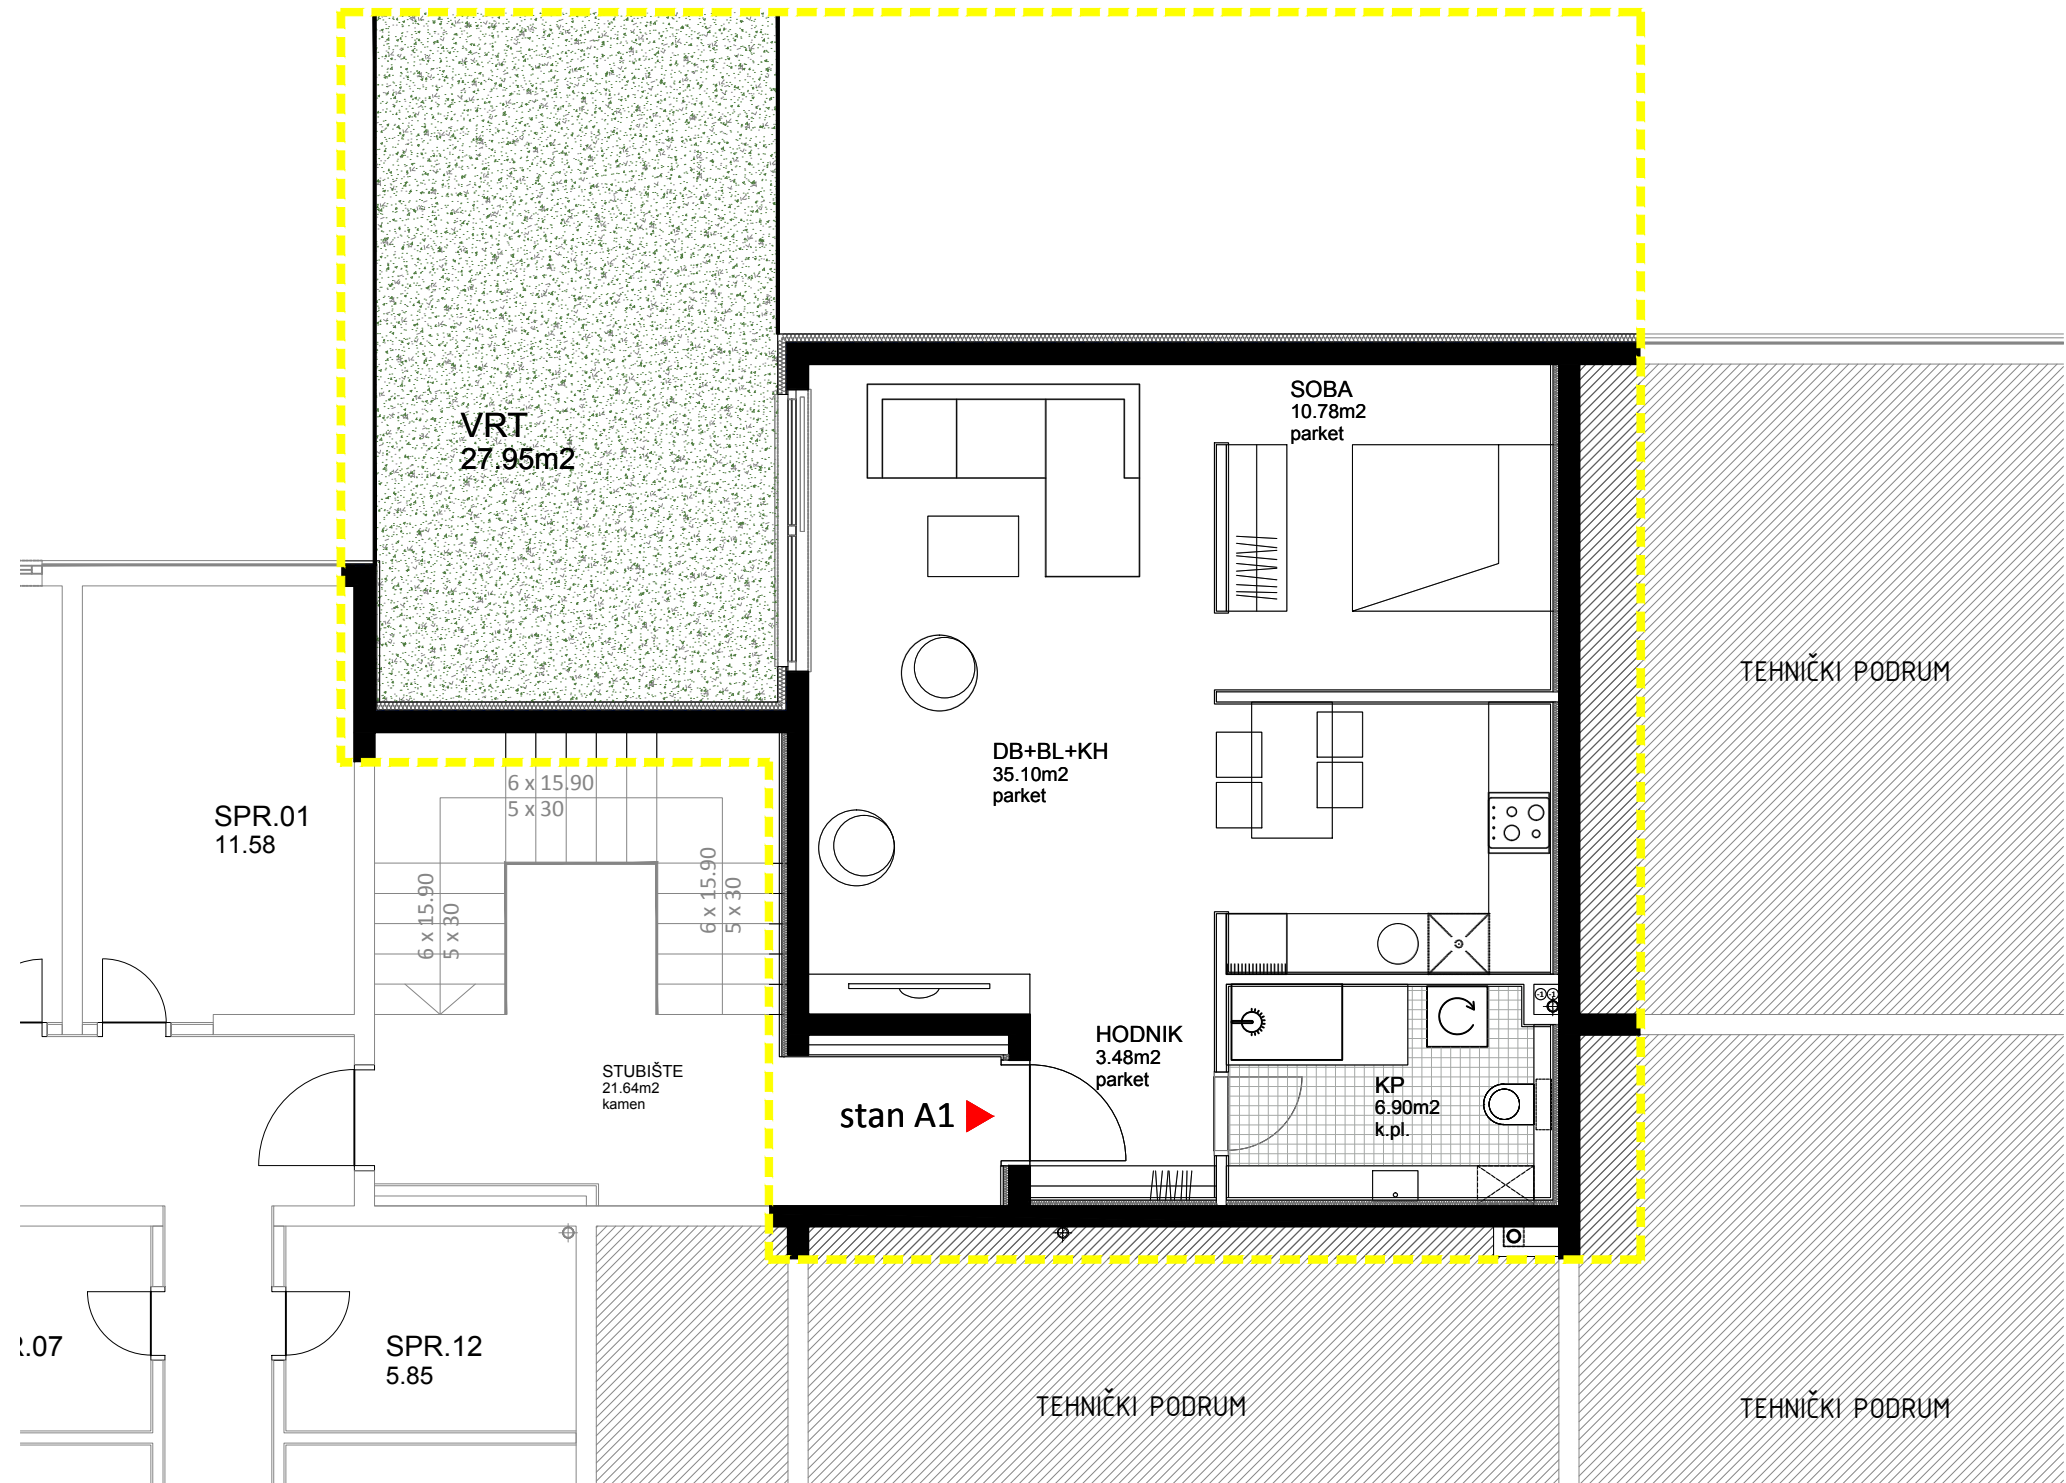 VRT
27.95m2
SOBA
10.78m2
parket
TEHNIČKI PODRUM
DB+BL+KH
35.10m2
parket
6 x 15.90
5 x 30
SPR.01
11.58
6 x 15.90
5 x 30
6 x 15.90
5 x 30
HODNIK
3.48m2
parket
STUBIŠTE
21.64m2
kamen
stan A1
KP
6.90m2
k.pl.
.07
SPR.12
5.85
TEHNIČKI PODRUM
TEHNIČKI PODRUM